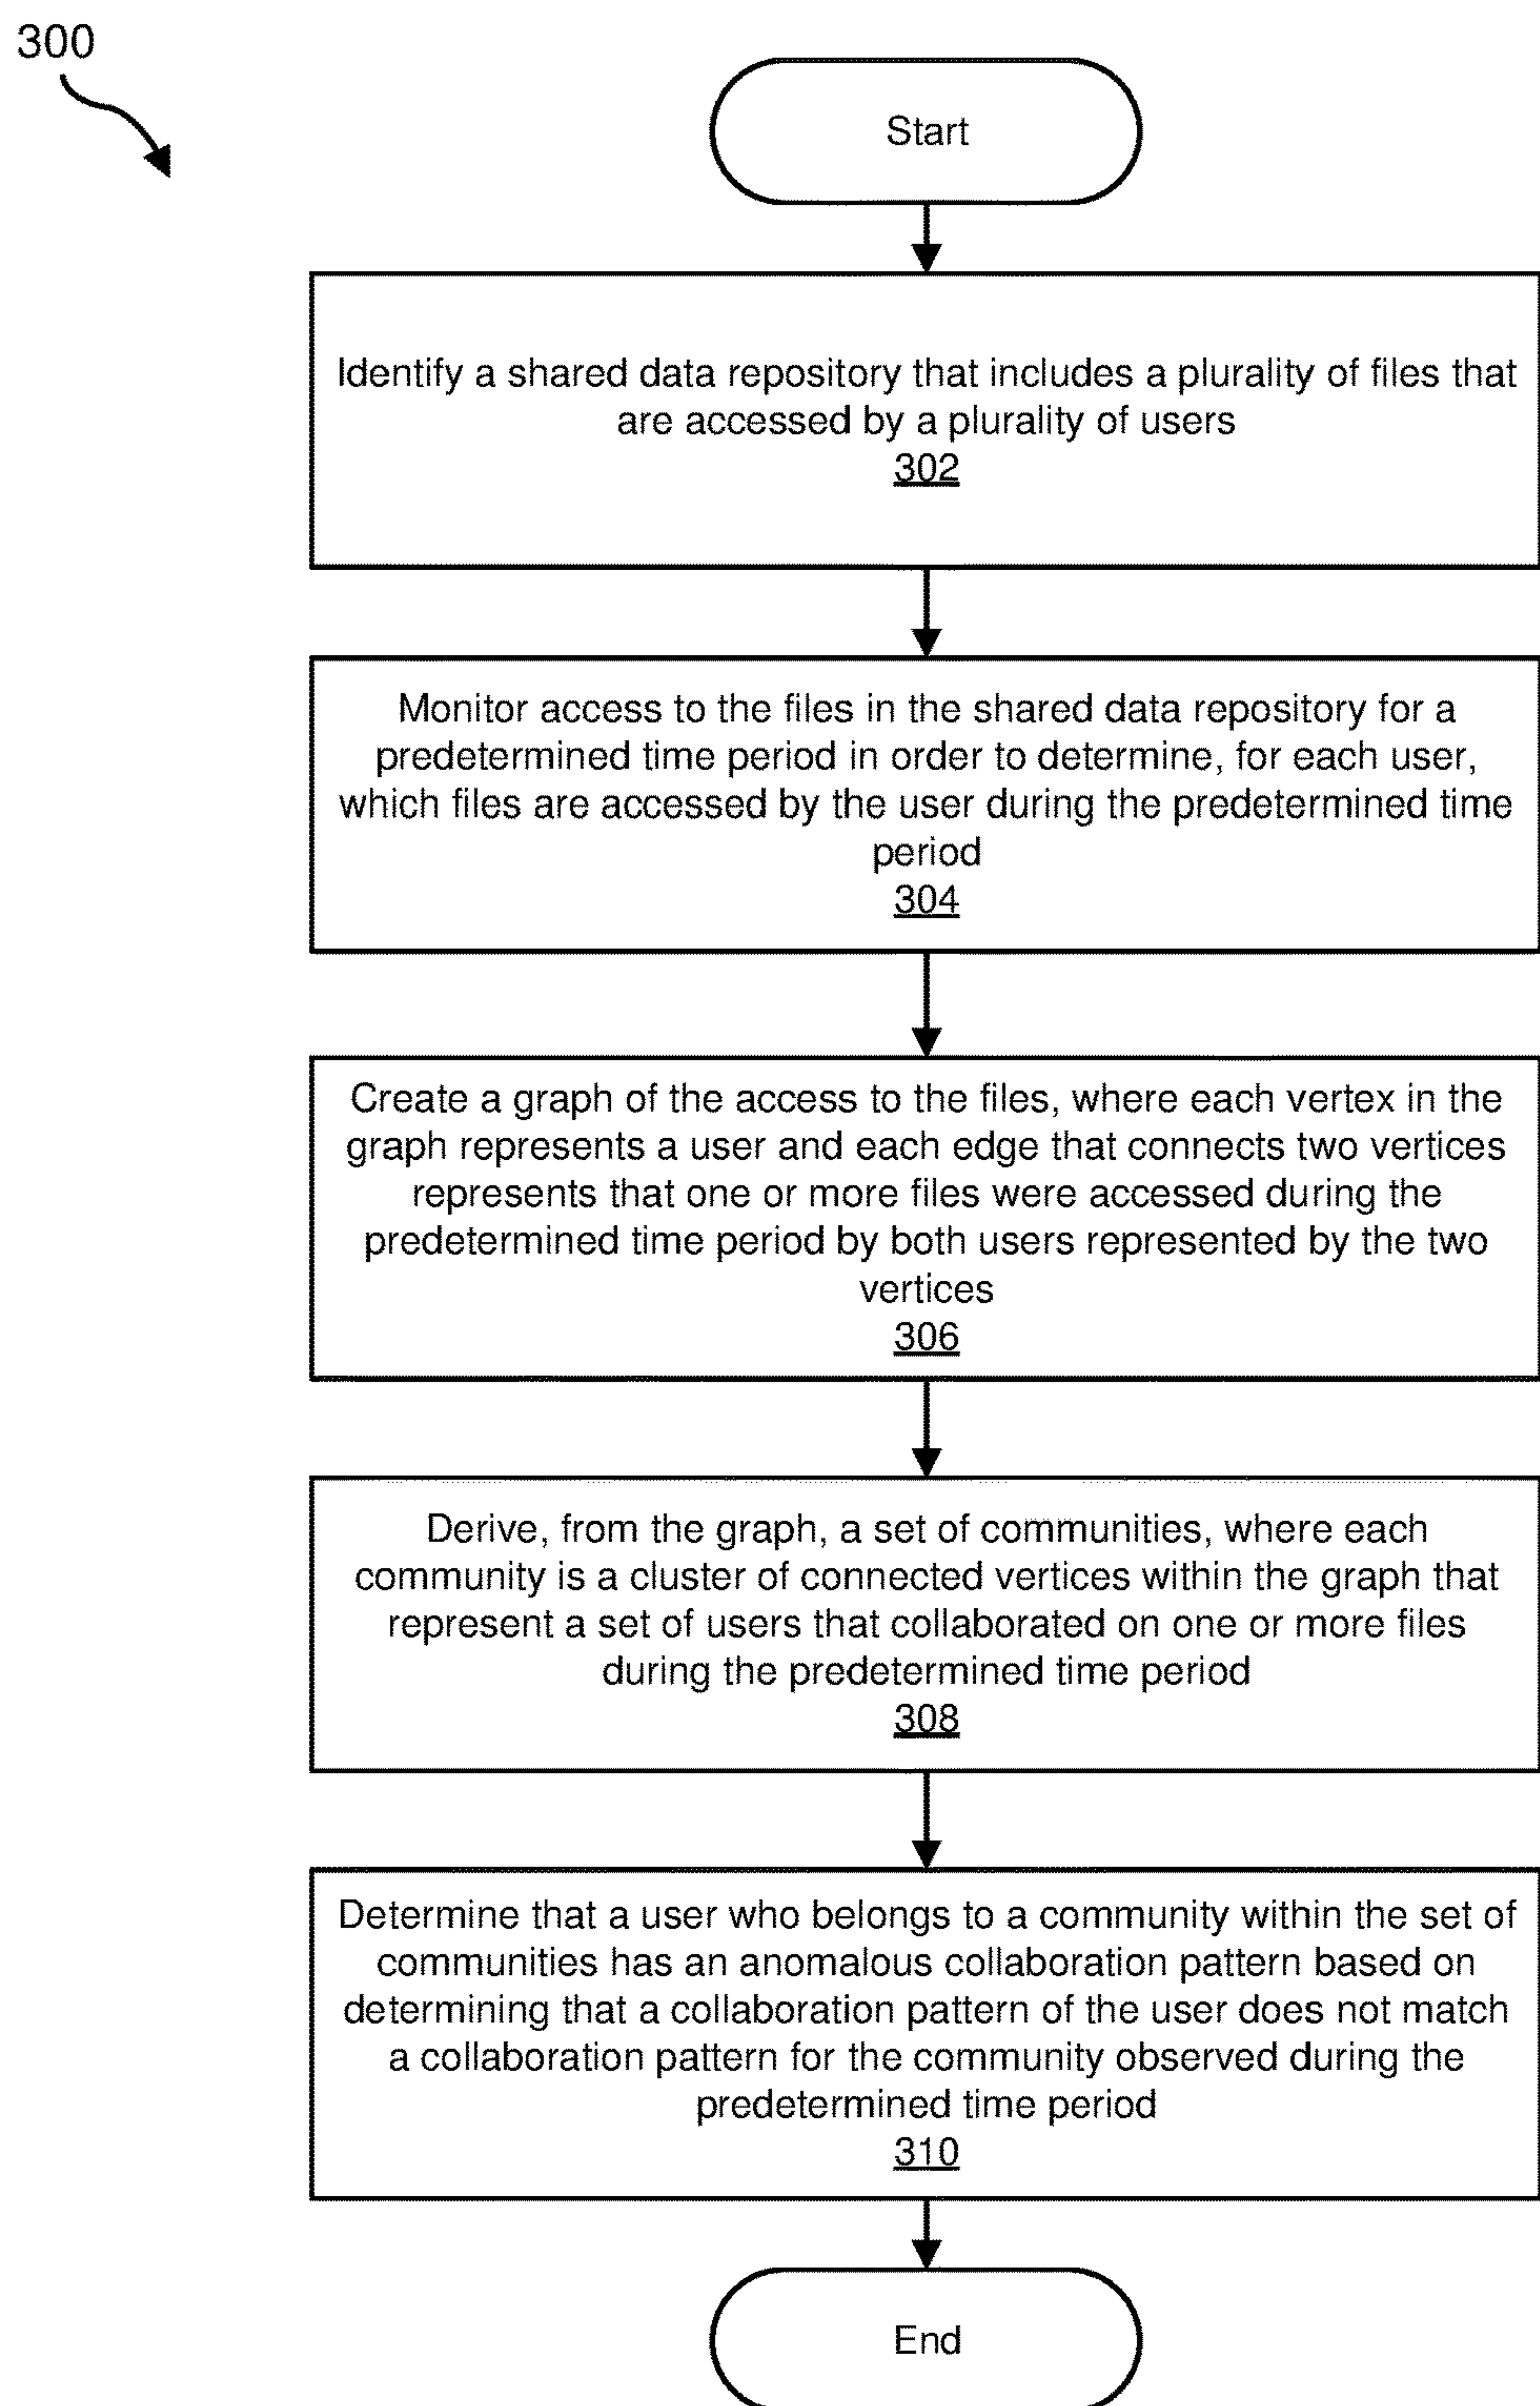 300
Start
Identify a shared data repository that includes a plurality of files that
are accessed by a plurality of users
302
Monitor access to the files in the shared data repository for a
predetermined time period in order to determine, for each user,
which files are accessed by the user during the predetermined time
period
304
Create a graph of the access to the files, where each vertex in the
graph represents a user and each edge that connects two vertices
represents that one or more files were accessed during the
predetermined time period by both users represented by the two
vertices
306
Derive, from the graph, a set of communities, where each
community is a cluster of connected vertices within the graph that
represent a set of users that collaborated on one or more files
during the predetermined time period
308
Determine that a user who belongs to a community within the set of
communities has an anomalous collaboration pattern based on
determining that a collaboration pattern of the user does not match
a collaboration pattern for the community observed during the
predetermined time period
310
End